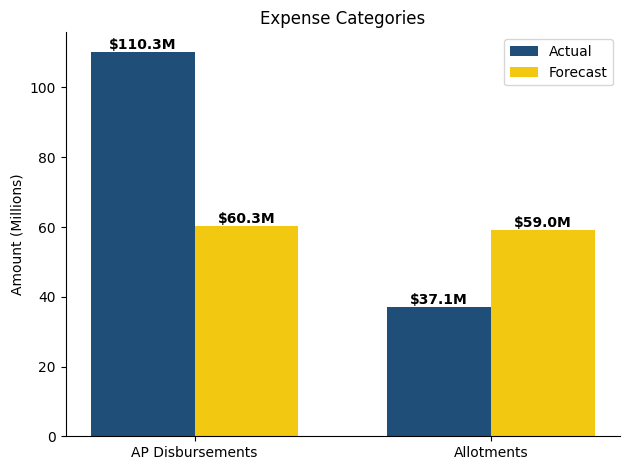 Expense Categories
Actual
Forecast
$110.3M
$60.3M
$37.1M
$59.0M
Amount (Millions)
100
80
60
40
20
0
AP Disbursements
Allotments